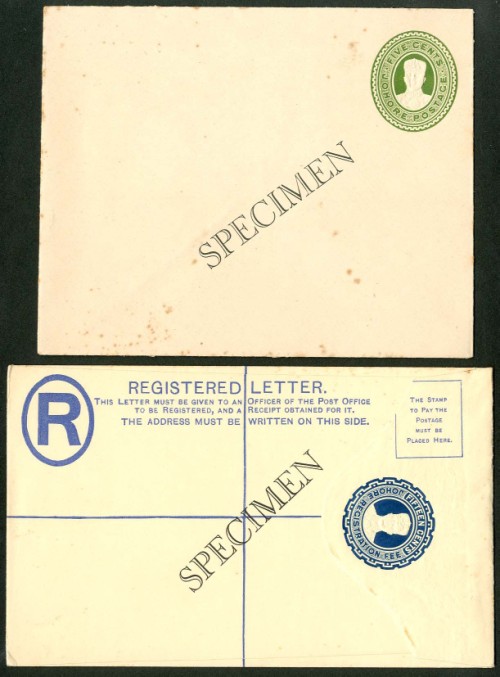 FIVE CENTS
JOHORE POSTAGE
SPECIMEN
R
REGISTERED LETTER.
THIS LETTER MUST BE GIVEN TO AN OFFICER OF THE POST OFFICE
TO BE REGISTERED, AND A RECEIPT OBTAINED FOR IT.
THE ADDRESS MUST BE WRITTEN ON THIS SIDE.
THE STAMP
TO PAY THE
POSTAGE
MUST BE
PLACED HERE.
SPECIMEN
JOHORE REGISTRATION FEE
FIFTEEN CENTS